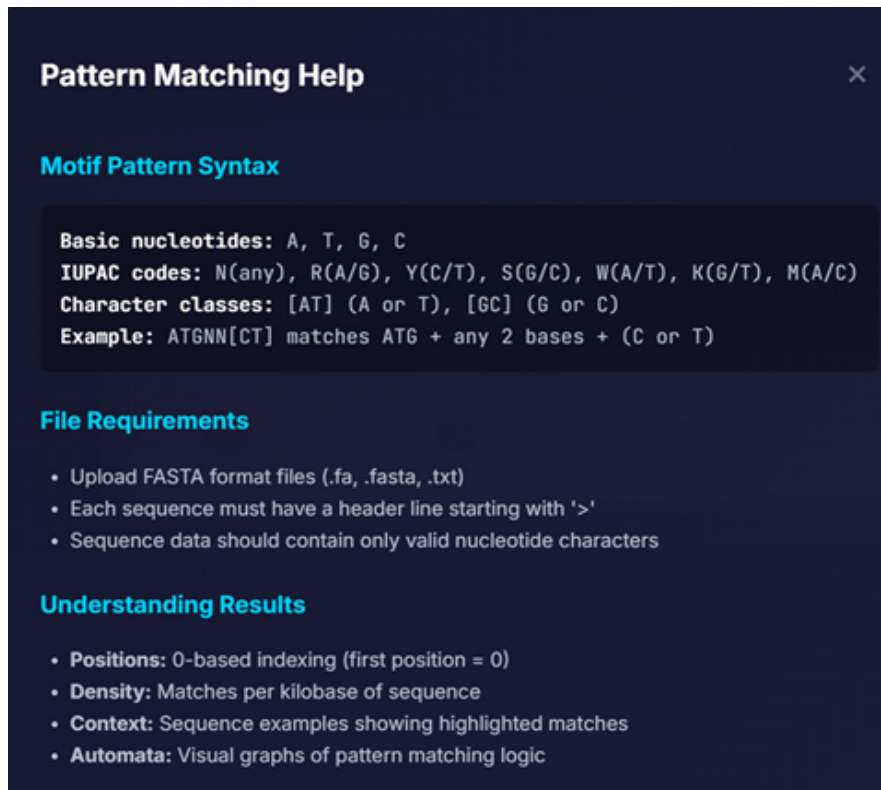 Pattern Matching Help
×
Motif Pattern Syntax
Basic nucleotides: A, T, G, C
IUPAC codes: N(any), R(A/G), Y(C/T), S(G/C), W(A/T), K(G/T), M(A/C)
Character classes: [AT] (A or T), [GC] (G or C)
Example: ATGNN[CT] matches ATG + any 2 bases + (C or T)
File Requirements
• Upload FASTA format files (.fa, .fasta, .txt)
• Each sequence must have a header line starting with '>'
• Sequence data should contain only valid nucleotide characters
Understanding Results
• Positions: 0-based indexing (first position = 0)
• Density: Matches per kilobase of sequence
• Context: Sequence examples showing highlighted matches
• Automata: Visual graphs of pattern matching logic